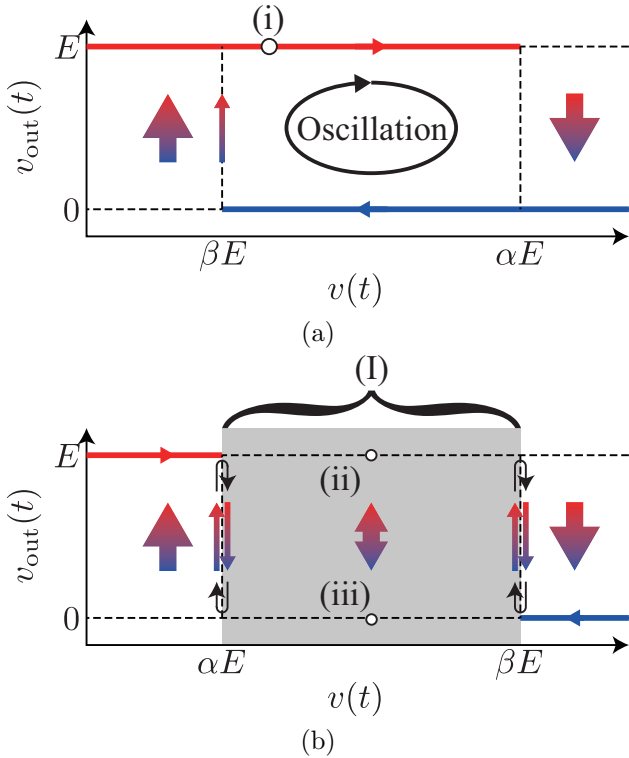 (i)
E
v_out(t)
Oscillation
0
βE
αE
v(t)
(a)
(I)
E
(ii)
v_out(t)
(iii)
0
αE
βE
v(t)
(b)